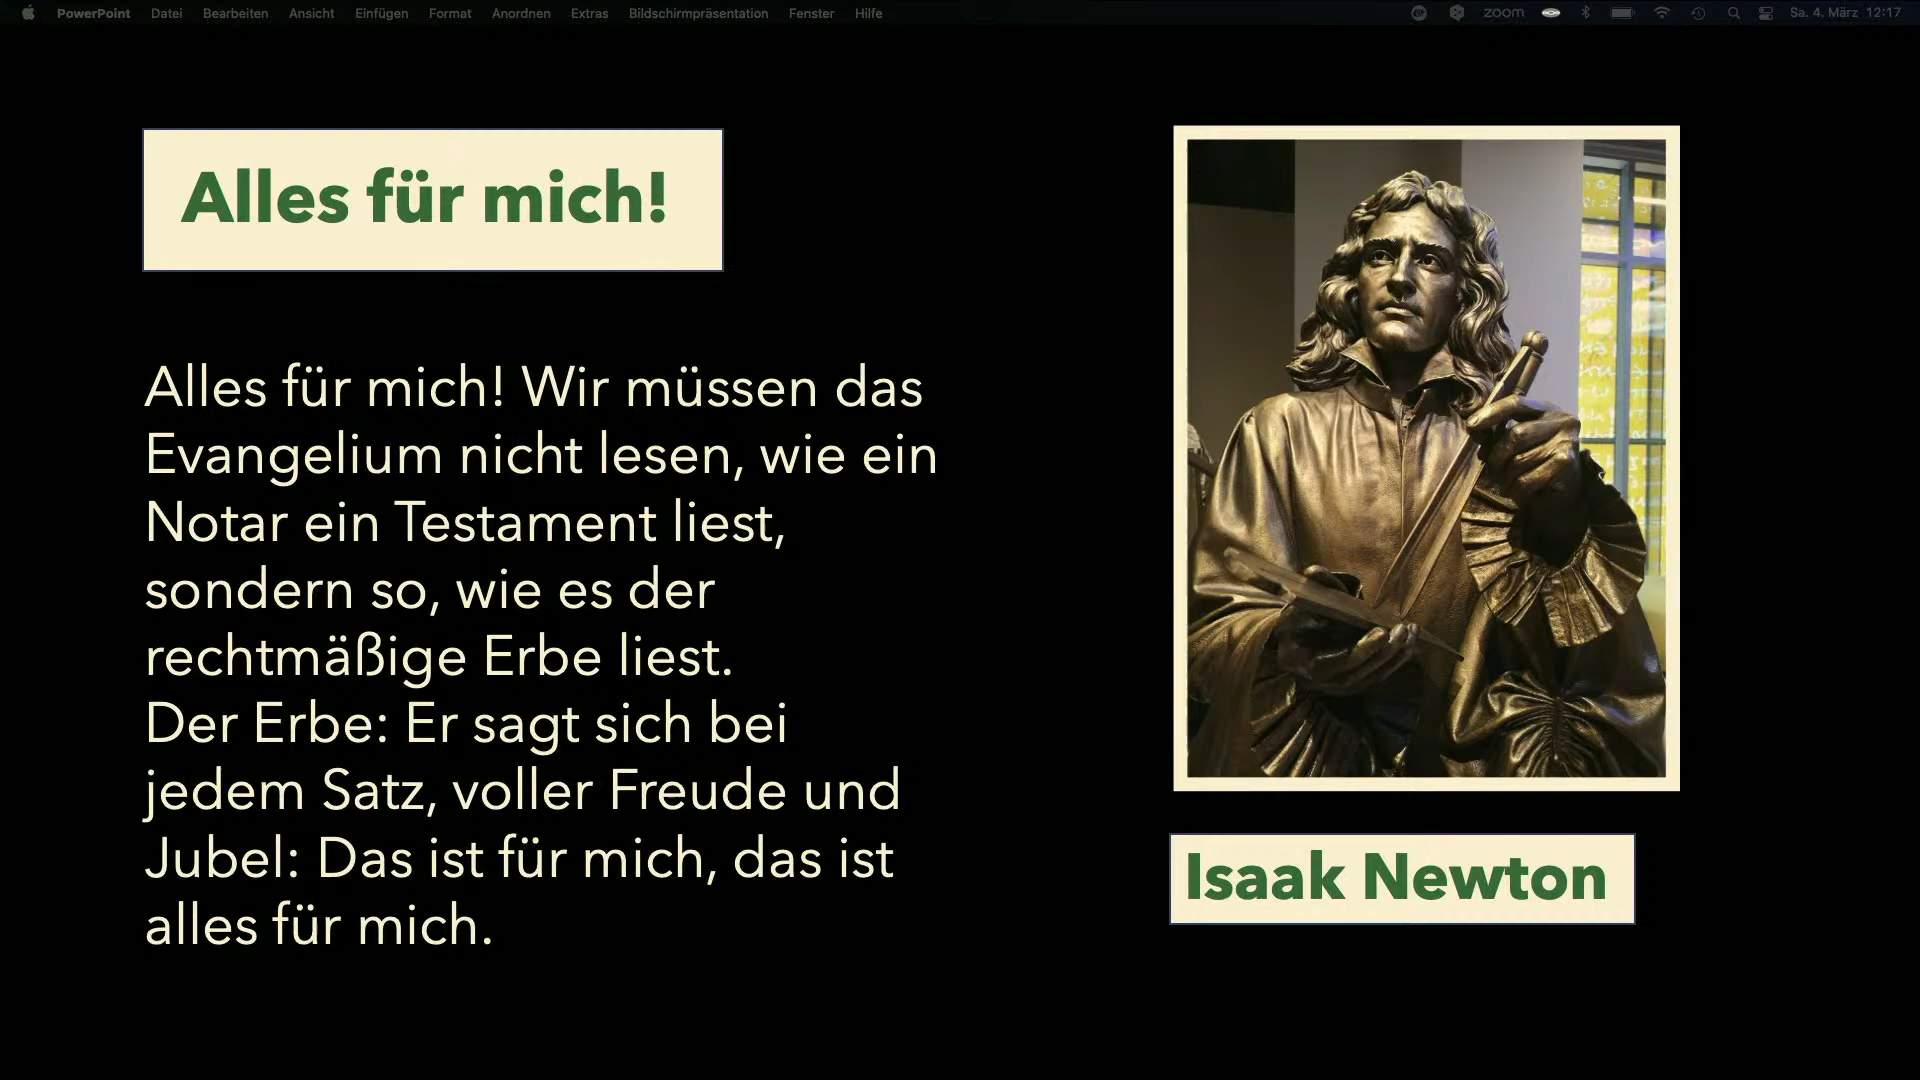 PowerPoint Datei Bearbeiten Ansicht Einfügen Format Anordnen Extras Bildschirmpräsentation Fenster Hilfe zoom Sa. 4. März 12:17
Alles für mich!
Alles für mich! Wir müssen das
Evangelium nicht lesen, wie ein
Notar ein Testament liest,
sondern so, wie es der
rechtmäßige Erbe liest.
Der Erbe: Er sagt sich bei
jedem Satz, voller Freude und
Jubel: Das ist für mich, das ist
alles für mich.
Isaak Newton